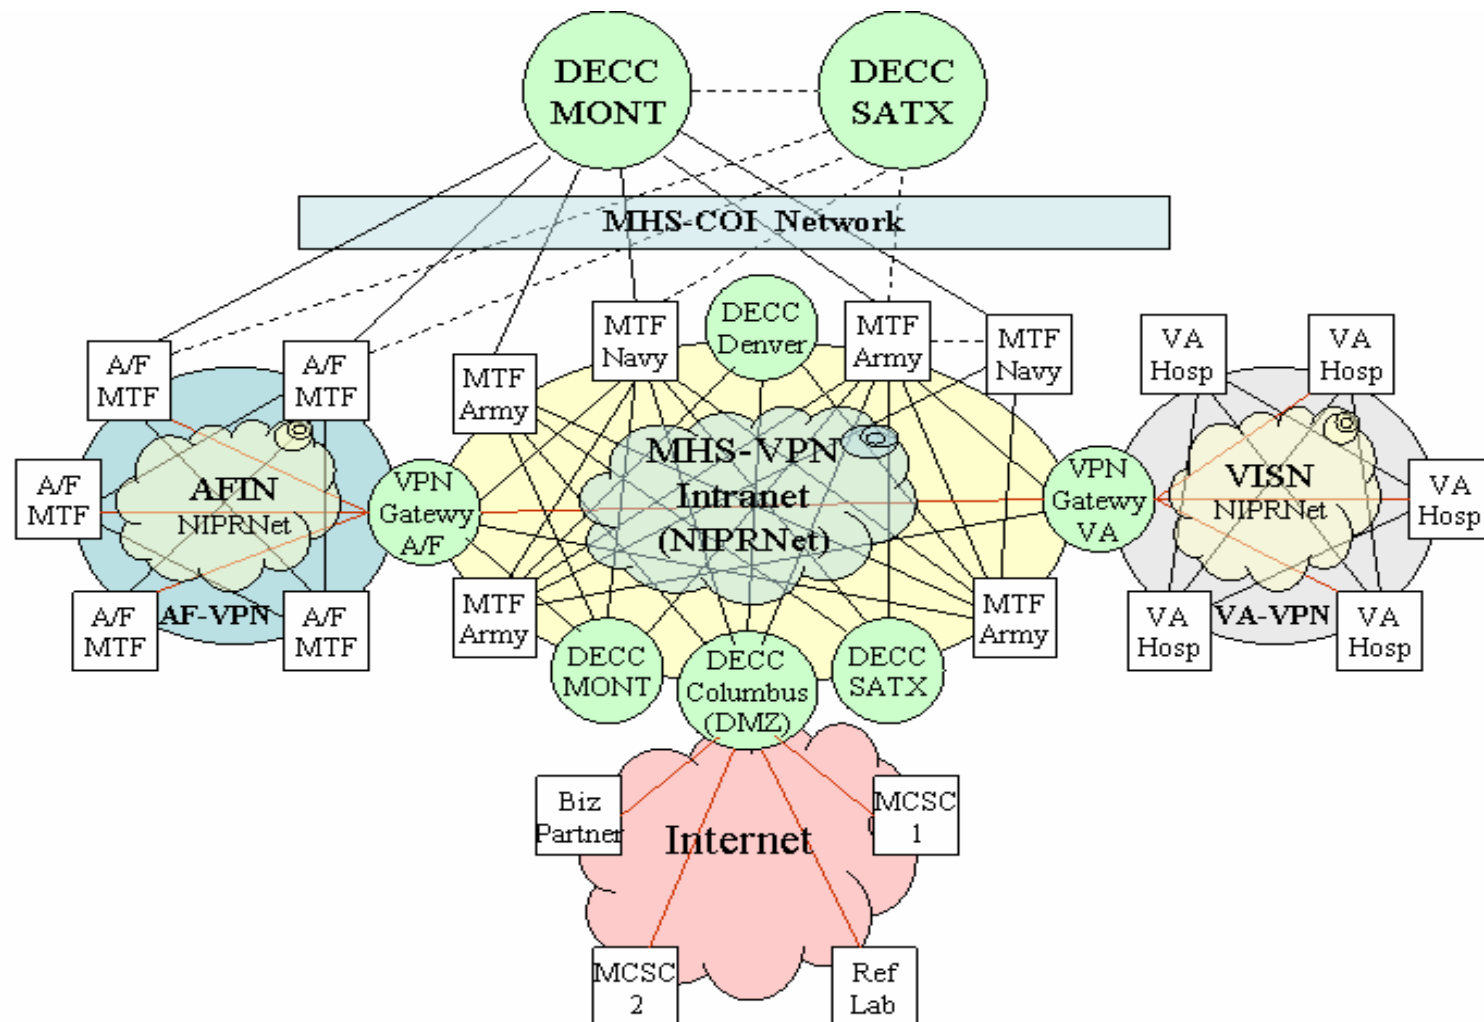 DECC
MONT
DECC
SATX
MHS-COI Network
MTF
Navy
DECC
Denver
MTF
Army
MTF
Navy
A/F
MTF
A/F
MTF
MTF
Army
VA
Hosp
VA
Hosp
A/F
MTF
AFIN
NIPRNet
VPN
Gatewy
A/F
MHS-VPN
Intranet
(NIPRNet)
VPN
Gateway
VA
VISN
NIPRNet
VA
Hosp
A/F
MTF
AF-VPN
A/F
MTF
MTF
Army
MTF
Army
VA
Hosp
VA-VPN
VA
Hosp
DECC
MONT
DECC
Columbus
(DMZ)
DECC
SATX
Biz
Partner
Internet
MCSC
1
MCSC
2
Ref
Lab